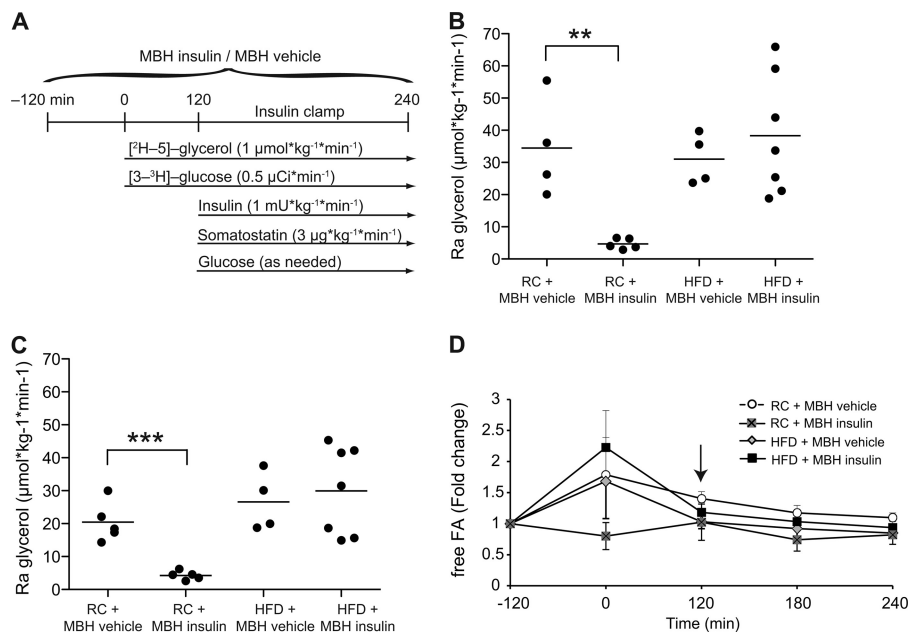 A
MBH insulin / MBH vehicle
–120 min 0 120 240
Insulin clamp
[²H–5]–glycerol (1 µmol*kg⁻¹*min⁻¹)
[3–³H]–glucose (0.5 µCi*min⁻¹)
Insulin (1 mU*kg⁻¹*min⁻¹)
Somatostatin (3 µg*kg⁻¹*min⁻¹)
Glucose (as needed)
B
Ra glycerol (µmol*kg-1*min-1)
70
60
50
40
30
20
10
0
**
RC + MBH vehicle
RC + MBH insulin
HFD + MBH vehicle
HFD + MBH insulin
C
Ra glycerol (µmol*kg-1*min-1)
70
60
50
40
30
20
10
0
***
RC + MBH vehicle
RC + MBH insulin
HFD + MBH vehicle
HFD + MBH insulin
D
free FA (Fold change)
3
2.5
2
1.5
1
0.5
0
RC + MBH vehicle
RC + MBH insulin
HFD + MBH vehicle
HFD + MBH insulin
-120 0 120 180 240
Time (min)